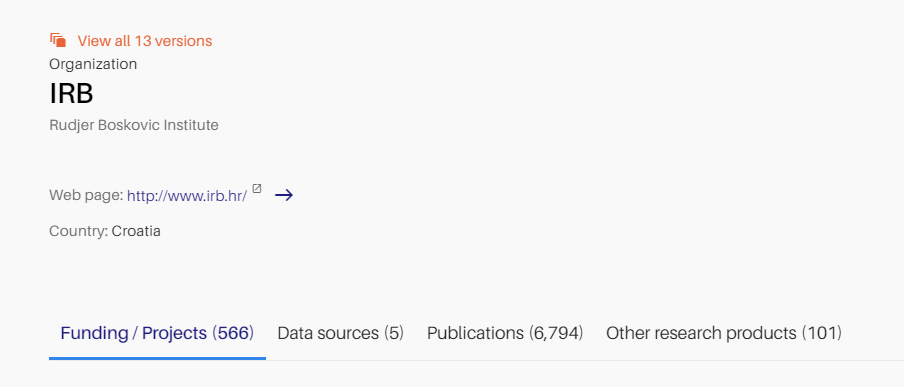 View all 13 versions
Organization
IRB
Rudjer Boskovic Institute
Web page: http://www.irb.hr/
Country: Croatia
Funding / Projects (566) Data sources (5) Publications (6,794) Other research products (101)